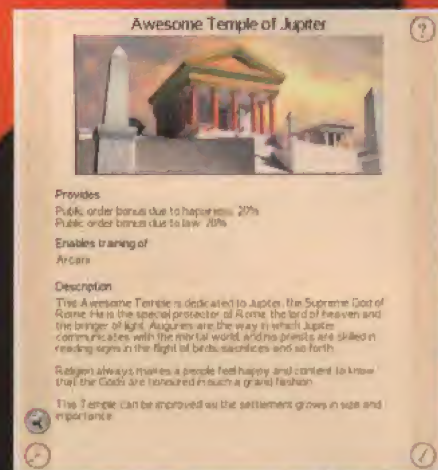 Awesome Temple of Jupiter
?
Provides
Public order bonus due to happiness: 20%
Public order bonus due to law: 20%
Enables training of
Arcani
Description
This Awesome Temple is dedicated to Jupiter, the Supreme God of
Rome. He is the special protector of Rome, the lord of heaven and
the bringer of light. Auguries are the way in which Jupiter
communicates with the mortal world, and his priests are skilled in
reading signs in the flight of birds, sacrifices and so forth.
Religion always makes a people feel happy and content to know
that the Gods are honoured in such a grand fashion.
This Temple can be improved as the settlement grows in size and
importance.